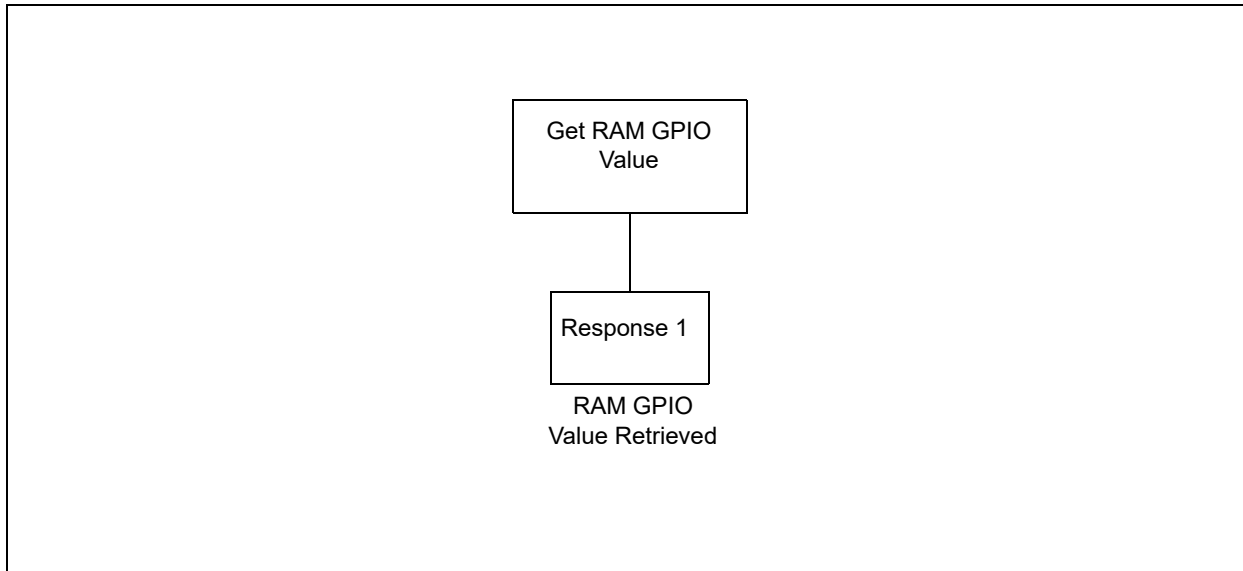 Get RAM GPIO
Value
Response 1
RAM GPIO
Value Retrieved